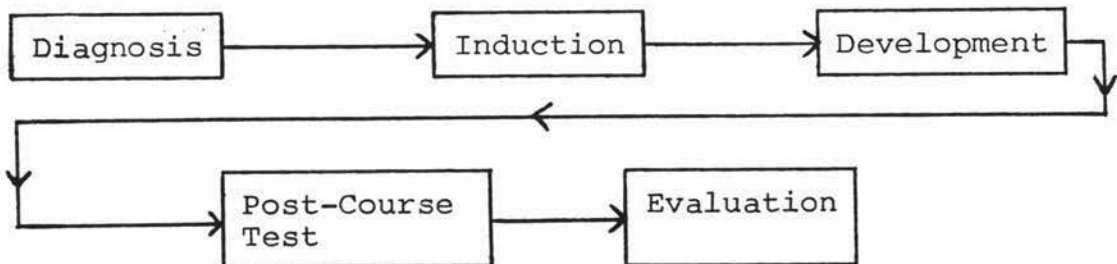 Diagnosis
Induction
Development
Post-Course
Test
Evaluation